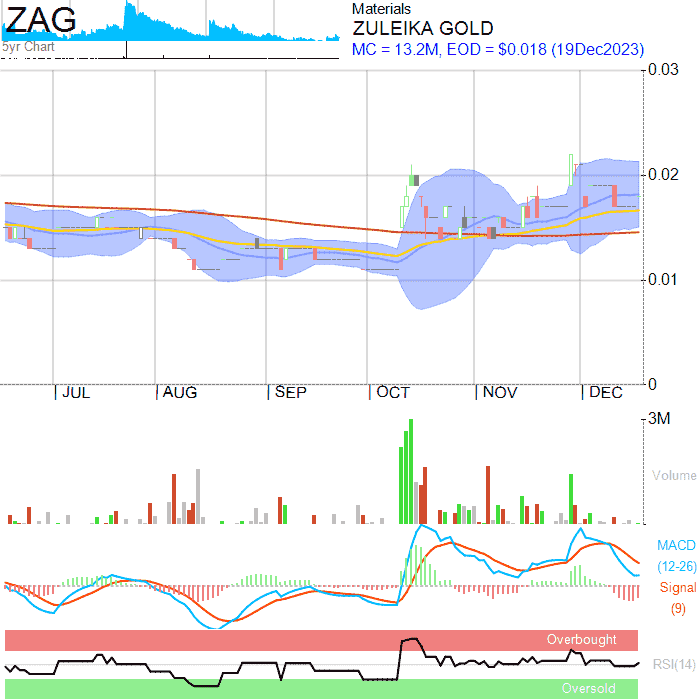 ZAG
5yr Chart
Materials
ZULEIKA GOLD
MC = 13.2M, EOD = $0.018 (19Dec2023)
0.03
0.02
0.01
0
JUL AUG SEP OCT NOV DEC
3M
Volume
MACD
(12-26)
Signal
(9)
Overbought
RSI(14)
Oversold